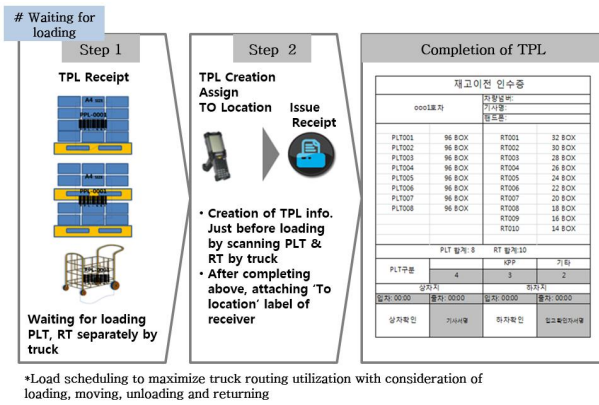 # Waiting for
loading
Step 1
Step 2
Completion of TPL
TPL Receipt
A4 SIZE
PPL-0001
A4 SIZE
PPL-0001
TPL-0001
Waiting for loading
PLT, RT separately by
truck
TPL Creation
Assign
TO Location
Issue
Receipt
• Creation of TPL info.
Just before loading
by scanning PLT &
RT by truck
• After completing
above, attaching 'To
location' label of
receiver
재고이전 인수증
ooo1호차
차량넘버:
기사명:
핸드폰:
PLT001 96 BOX RT001 32 BOX
PLT002 96 BOX RT002 30 BOX
PLT003 96 BOX RT003 28 BOX
PLT004 96 BOX RT004 26 BOX
PLT005 96 BOX RT005 24 BOX
PLT006 96 BOX RT006 22 BOX
PLT007 96 BOX RT007 20 BOX
PLT008 96 BOX RT008 18 BOX
RT009 16 BOX
RT010 14 BOX
PLT 합계: 8 RT 합계:10
PLT구분
KPP 기타
4 3 2
상차지 하차지
입차: 00:00 출차: 00:00 입차: 00:00 출차: 00:00
상차확인 기사서명 하차확인 입고확인자서명
*Load scheduling to maximize truck routing utilization with consideration of
loading, moving, unloading and returning